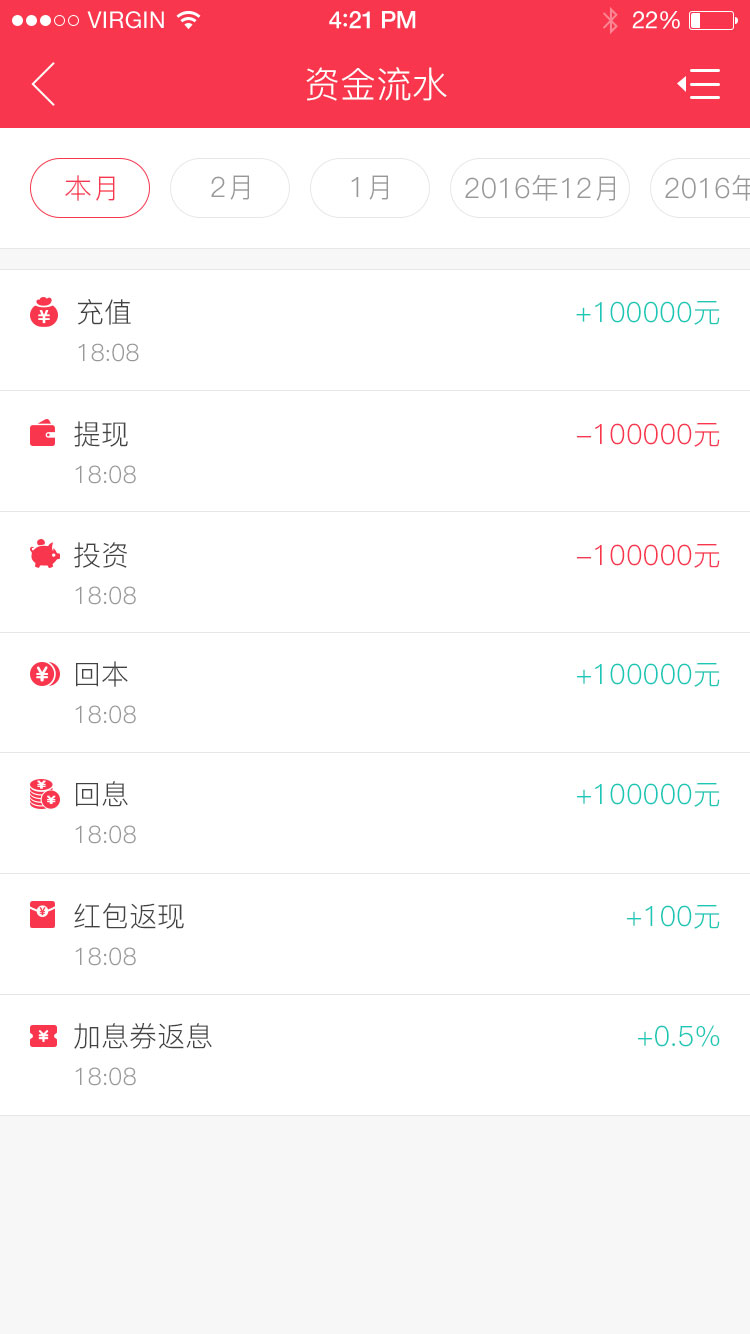 VIRGIN 4:21 PM 22%
资金流水
本月 2月 1月 2016年12月 2016年
充值 +100000元
18:08
提现 –100000元
18:08
投资 –100000元
18:08
回本 +100000元
18:08
回息 +100000元
18:08
红包返现 +100元
18:08
加息券返息 +0.5%
18:08